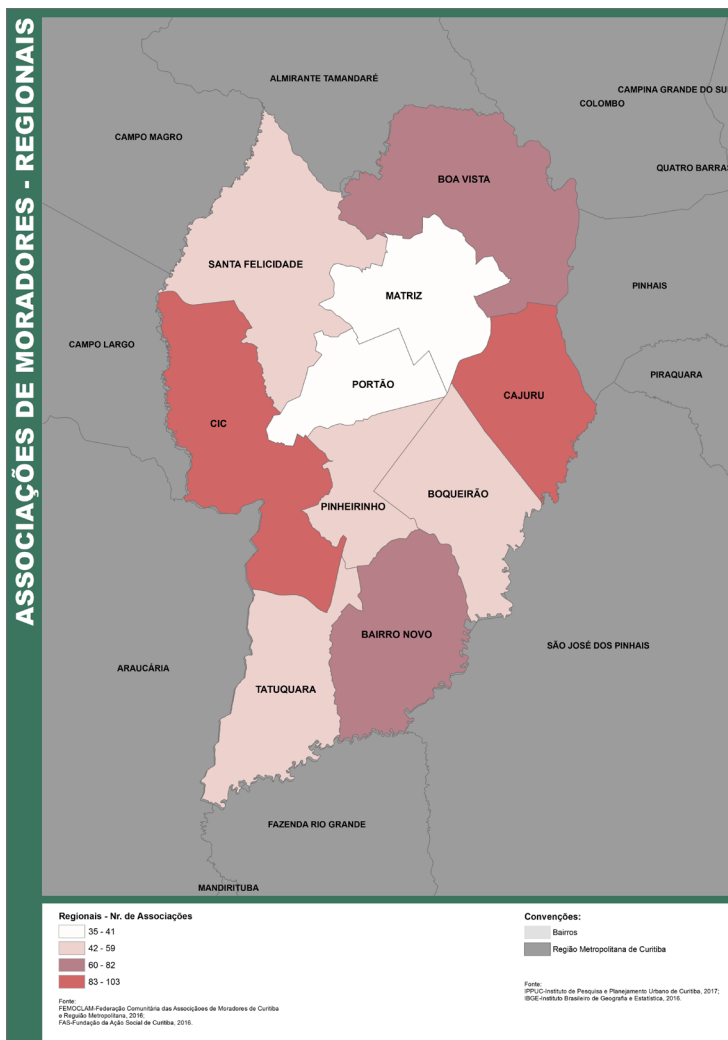 ASSOCIAÇÕES DE MORADORES - REGIONAIS
ALMIRANTE TAMANDARÉ
CAMPINA GRANDE DO SU
COLOMBO
CAMPO MAGRO
QUATRO BARRAS
BOA VISTA
SANTA FELICIDADE
PINHAIS
MATRIZ
CAMPO LARGO
PIRAQUARA
PORTÃO
CAJURU
CIC
BOQUEIRÃO
PINHEIRINHO
BAIRRO NOVO
SÃO JOSÉ DOS PINHAIS
ARAUCÁRIA
TATUQUARA
FAZENDA RIO GRANDE
MANDIRITUBA
Regionais - Nr. de Associações
35 - 41
42 - 59
60 - 82
83 - 103
Fonte:
FEMOCLAM-Federação Comunitária das Associçãoes de Moradores de Curitiba
e Reguião Metropolitana, 2016;
FAS-Fundação da Ação Social de Curitiba, 2016.
Convenções:
Bairros
Região Metropolitana de Curitiba
Fonte:
IPPUC-Instituto de Pesquisa e Planejamento Urbano de Curitiba, 2017;
IBGE-Instituto Brasileiro de Geografia e Estatística, 2016.